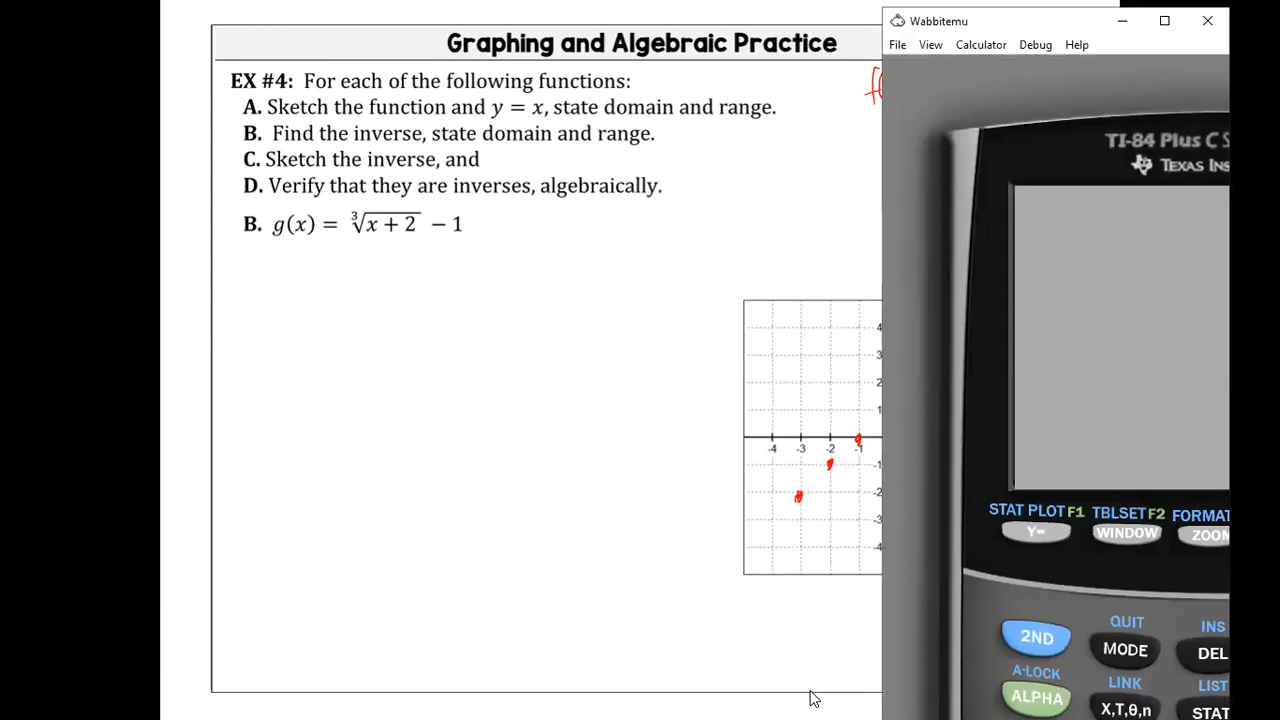 Graphing and Algebraic Practice
EX #4: For each of the following functions:
A. Sketch the function and y = x, state domain and range.
B. Find the inverse, state domain and range.
C. Sketch the inverse, and
D. Verify that they are inverses, algebraically.
B. g(x) = ∛(x + 2) − 1
4
3
2
1
-4 -3 -2 -1
-1
-2
-3
-4
Wabbitemu
File View Calculator Debug Help
TI-84 Plus C S
TEXAS INS
STAT PLOT F1 TBLSET F2 FORMAT
Y= WINDOW ZOO
QUIT INS
2ND MODE DEL
A-LOCK LINK LIST
ALPHA X,T,θ,n STAT